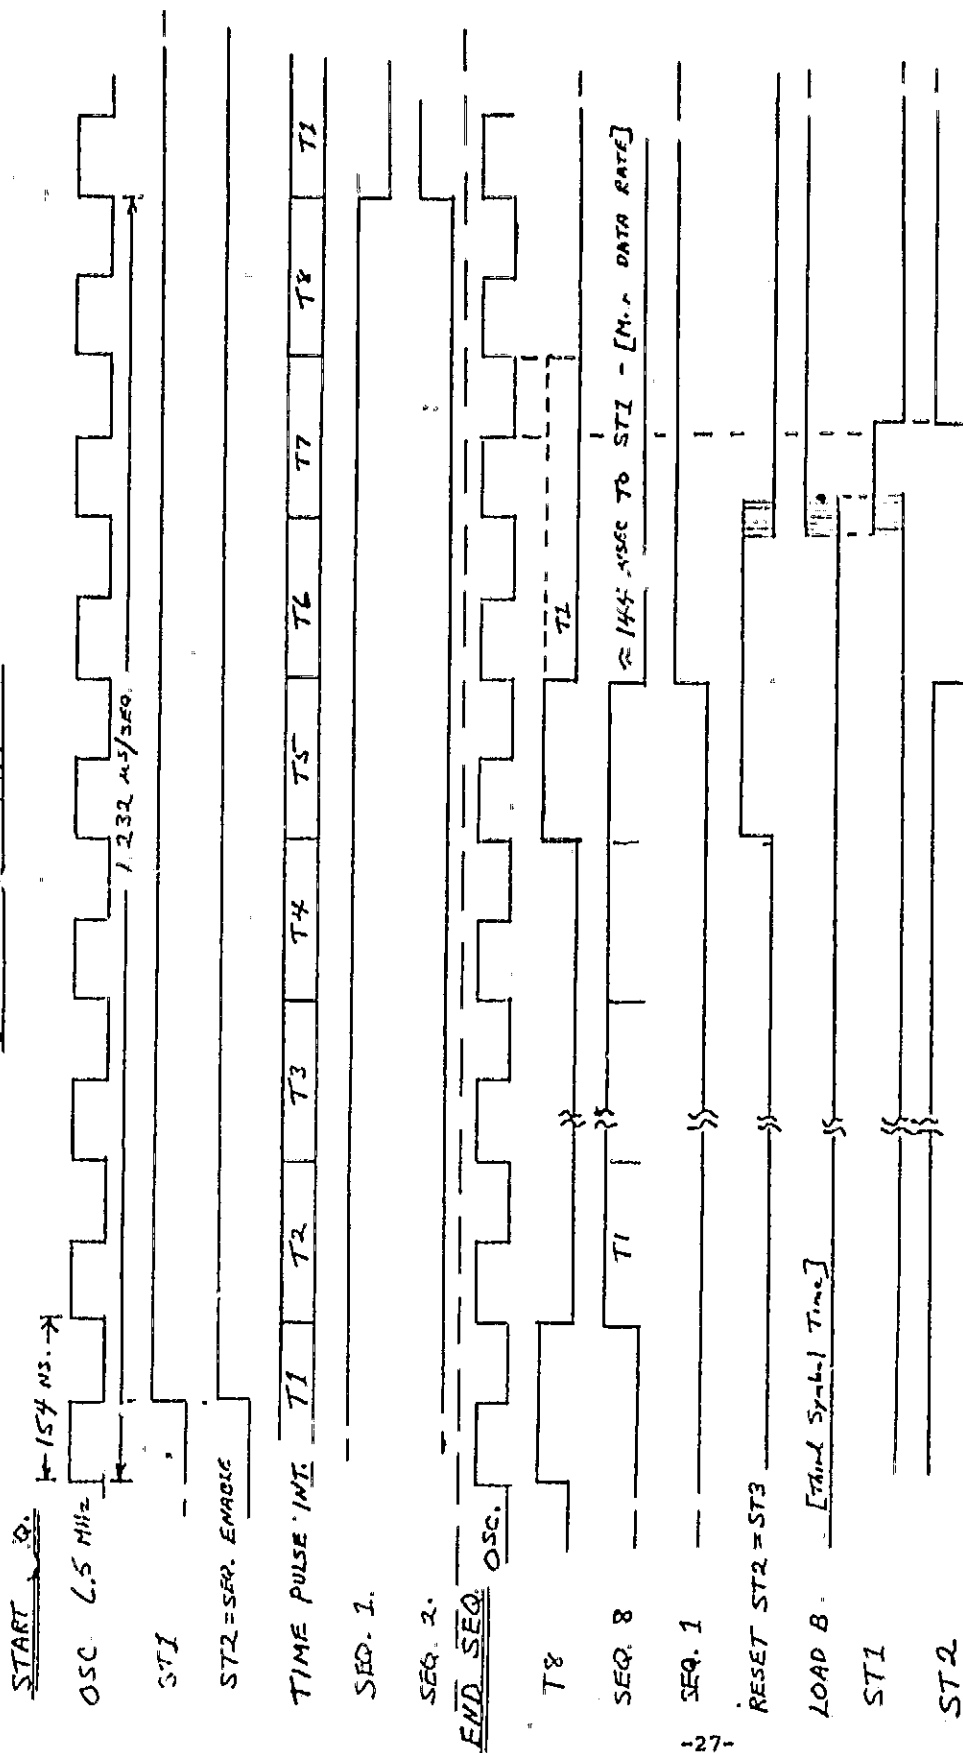 START Q.
154 NS.
OSC 6.5 MHz
1.232 µs/SEQ.
ST1
ST2 = SEQ. ENABLE
TIME PULSE INT. T1 T2 T3 T4 T5 T6 T7 T8 T1
SEQ. 1.
SEQ. 2.
END SEQ. OSC.
T8 T1
SEQ. 8 T1 ≈ 144 NSEC TO ST1 - [ DATA RATE]
SEQ. 1
RESET ST2 = ST3
LOAD B [Third Symbol Time]
ST1
ST2
-27-